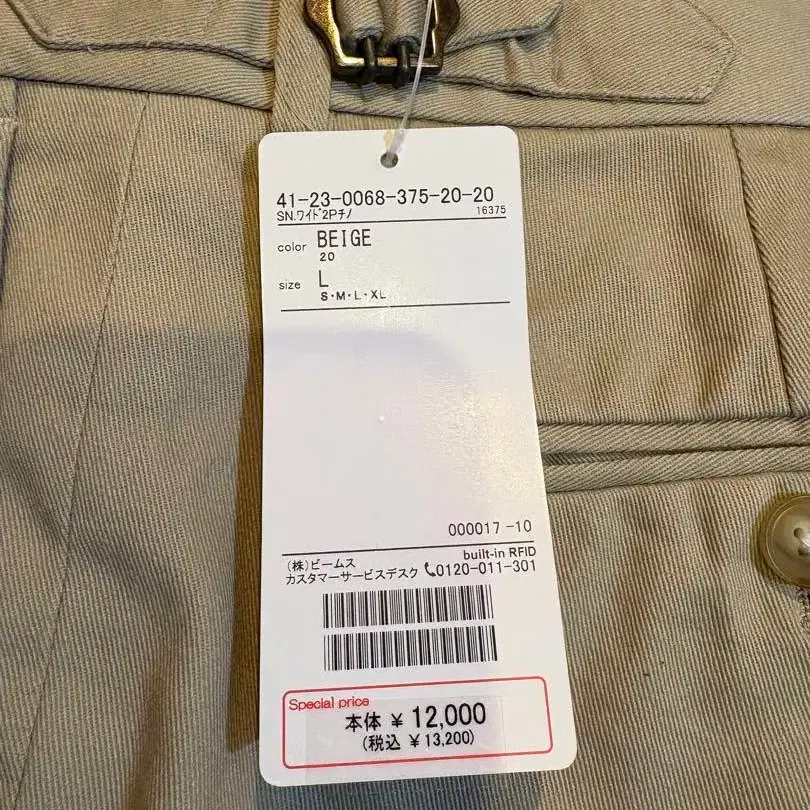 41-23-0068-375-20-20
SN.ワイド2Pチノ 16375
color BEIGE
20
size L
S・M・L・XL
000017 -10
built-in RFID
(株)ビームス
カスタマーサービスデスク 0120-011-301
Special price
本体 ¥ 12,000
(税込 ¥ 13,200)